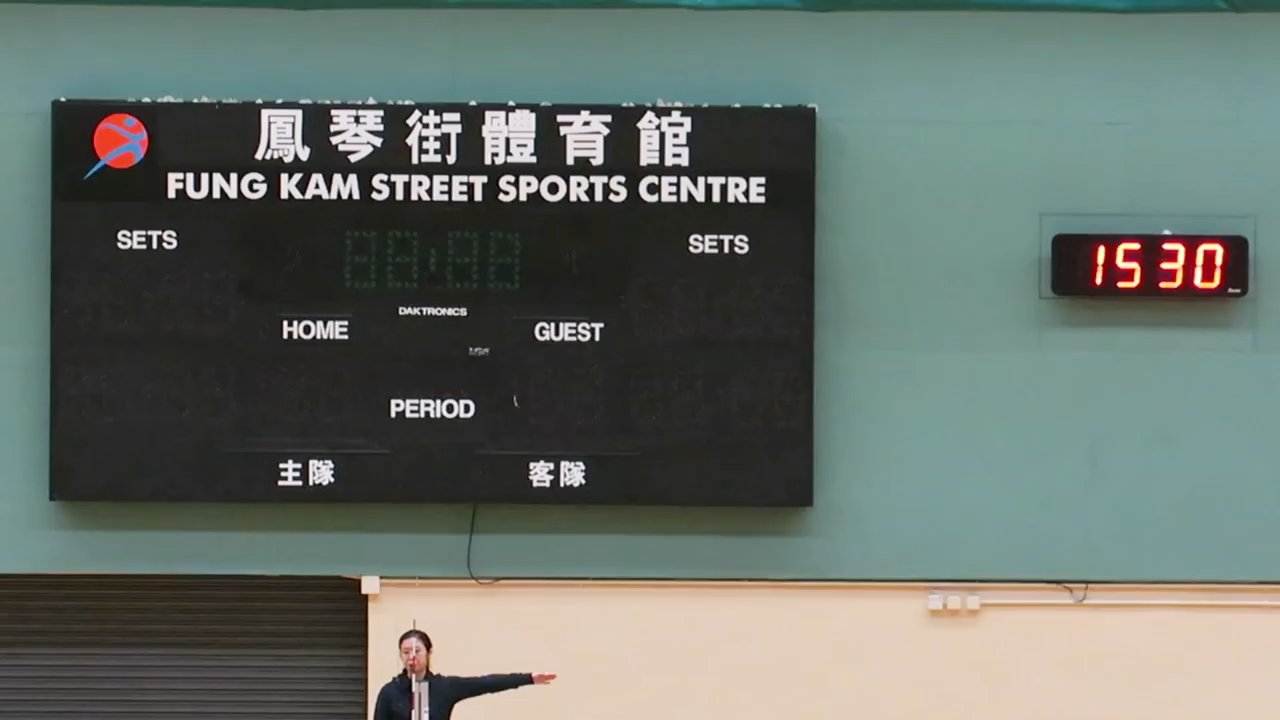 鳳琴街體育館
FUNG KAM STREET SPORTS CENTRE
SETS
SETS
DAKTRONICS
HOME
GUEST
PERIOD
主隊
客隊
1530